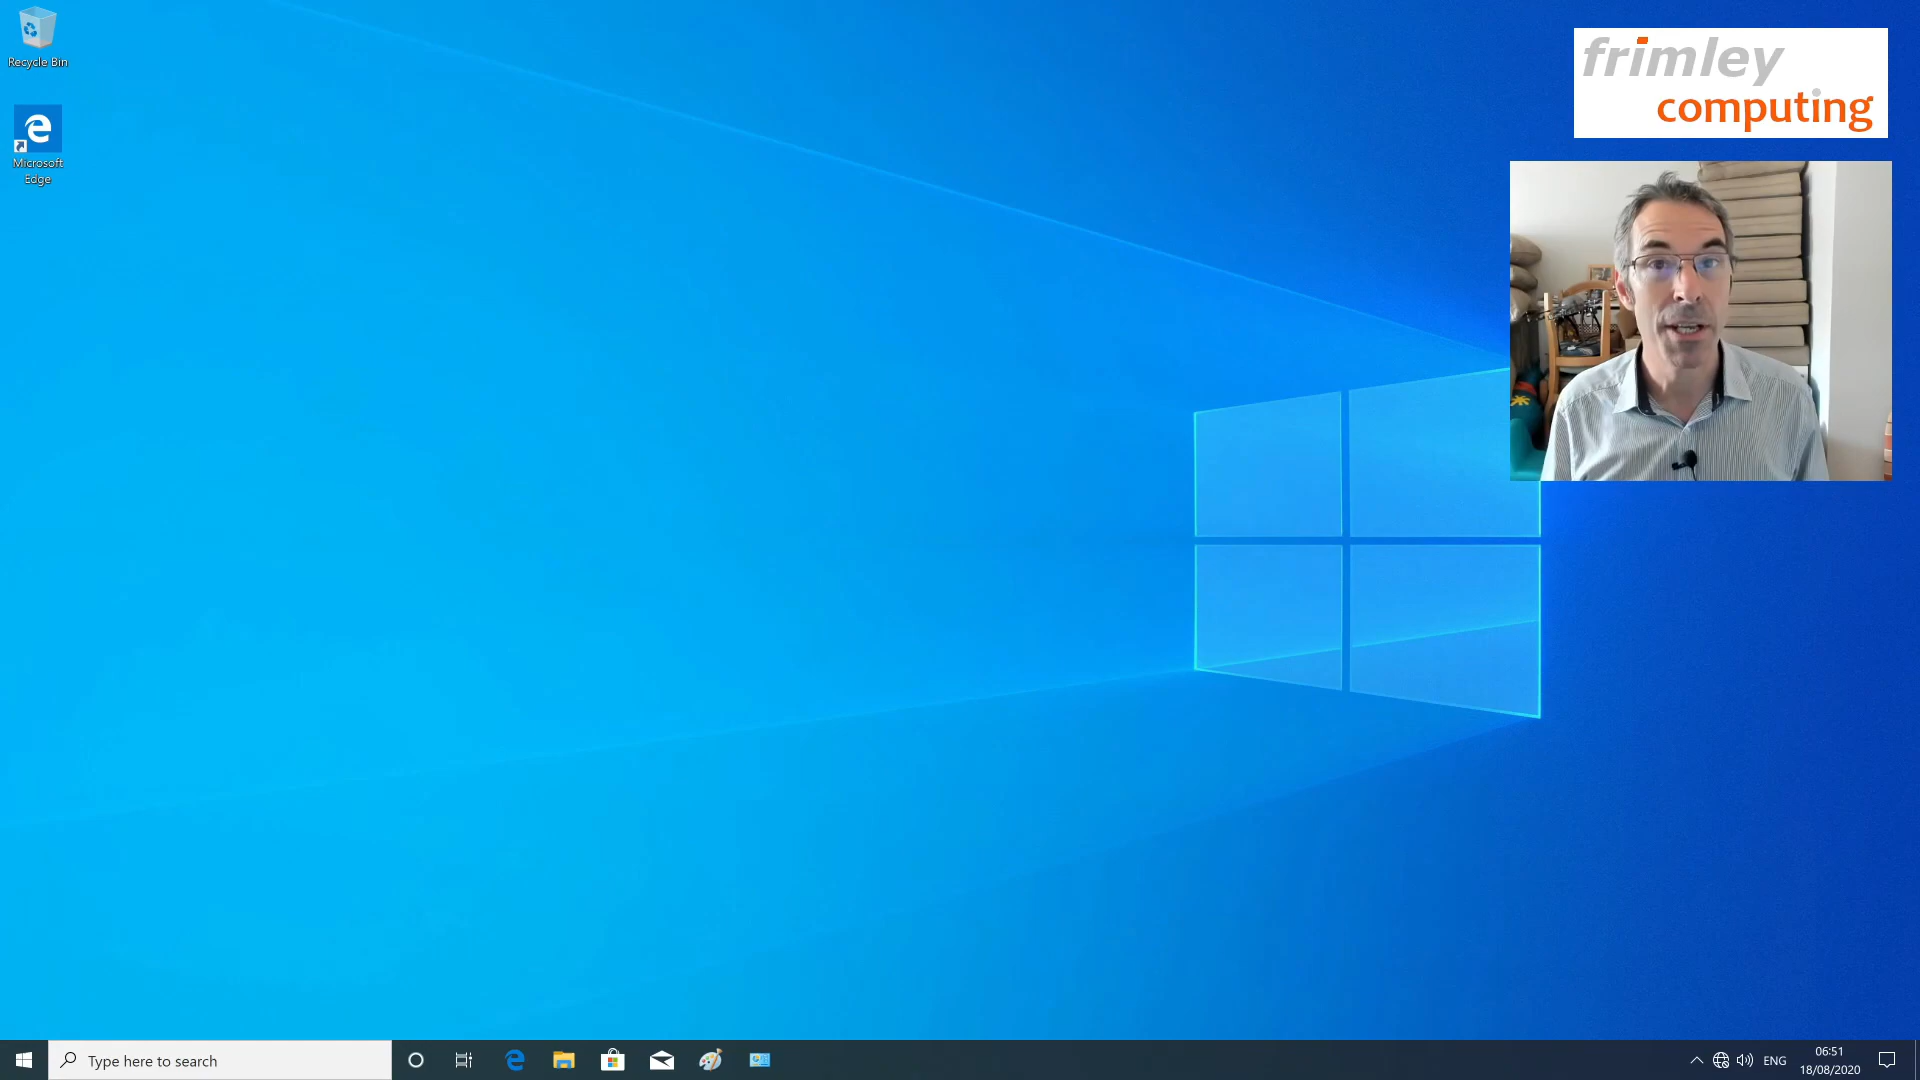 Recycle Bin
Microsoft
Edge
frimley
computing
Type here to search
ENG
06:51
18/08/2020